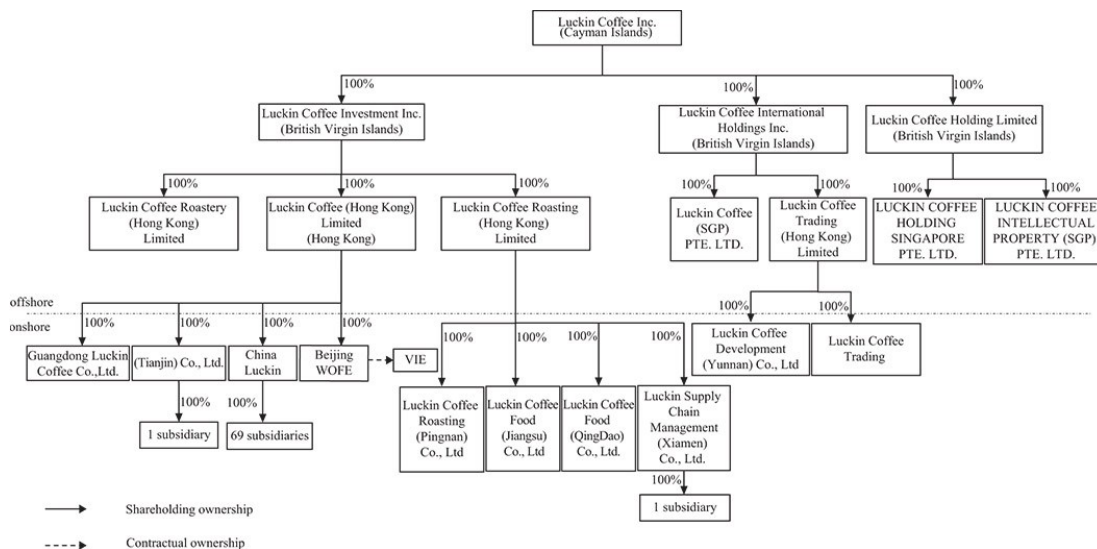 Luckin Coffee Inc.
(Cayman Islands)
100%
100%
100%
Luckin Coffee Investment Inc.
(British Virgin Islands)
Luckin Coffee International
Holdings Inc.
(British Virgin Islands)
Luckin Coffee Holding Limited
(British Virgin Islands)
100%
100%
100%
100%
100%
100%
100%
Luckin Coffee Roastery
(Hong Kong)
Limited
Luckin Coffee (Hong Kong)
Limited
(Hong Kong)
Luckin Coffee Roasting
(Hong Kong)
Limited
Luckin Coffee
(SGP)
PTE. LTD.
Luckin Coffee
Trading
(Hong Kong)
Limited
LUCKIN COFFEE
HOLDING
SINGAPORE
PTE. LTD.
LUCKIN COFFEE
INTELLECTUAL
PROPERTY (SGP)
PTE. LTD.
offshore
onshore
100%
100%
100%
100%
100%
100%
100%
100%
100%
100%
Guangdong Luckin
Coffee Co.,Ltd.
(Tianjin) Co., Ltd.
China
Luckin
Beijing
WOFE
VIE
Luckin Coffee
Development
(Yunnan) Co., Ltd
Luckin Coffee
Trading
100%
100%
1 subsidiary
69 subsidiaries
Luckin Coffee
Roasting
(Pingnan)
Co., Ltd
Luckin Coffee
Food
(Jiangsu)
Co., Ltd
Luckin Coffee
Food
(QingDao)
Co., Ltd.
Luckin Supply
Chain
Management
(Xiamen)
Co., Ltd.
100%
1 subsidiary
Shareholding ownership
Contractual ownership